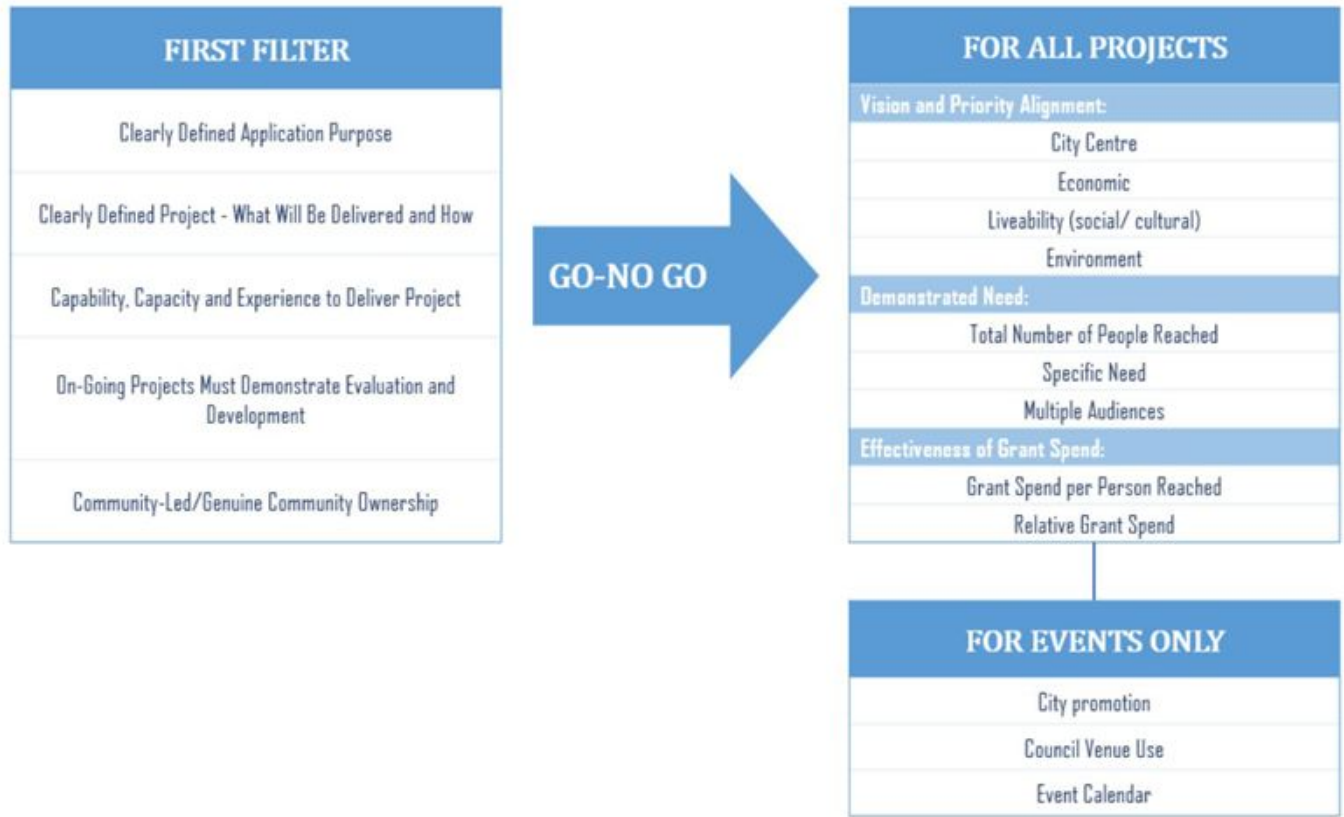 FIRST FILTER
Clearly Defined Application Purpose
Clearly Defined Project - What Will Be Delivered and How
Capability, Capacity and Experience to Deliver Project
On-Going Projects Must Demonstrate Evaluation and
Development
Community-Led/Genuine Community Ownership
GO-NO GO
FOR ALL PROJECTS
Vision and Priority Alignment:
City Centre
Economic
Liveability (social/ cultural)
Environment
Demonstrated Need:
Total Number of People Reached
Specific Need
Multiple Audiences
Effectiveness of Grant Spend:
Grant Spend per Person Reached
Relative Grant Spend
FOR EVENTS ONLY
City promotion
Council Venue Use
Event Calendar